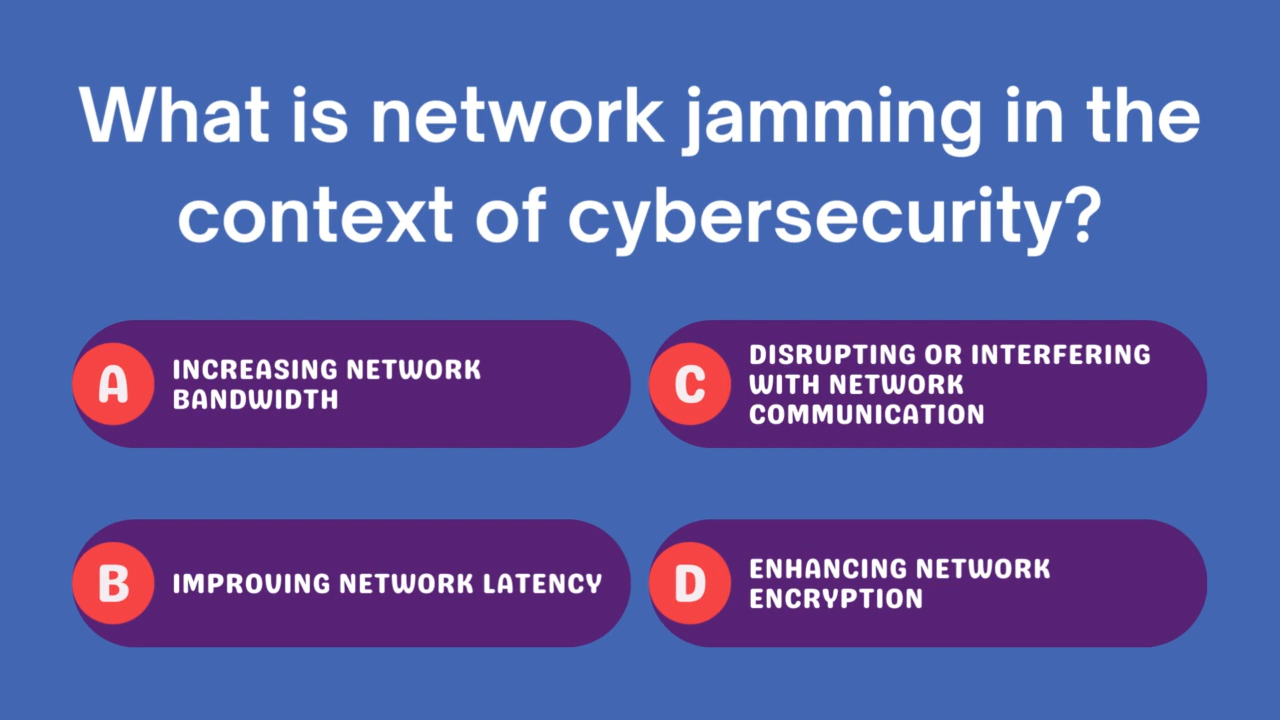 What is network jamming in the
context of cybersecurity?
A
INCREASING NETWORK
BANDWIDTH
B
IMPROVING NETWORK LATENCY
C
DISRUPTING OR INTERFERING
WITH NETWORK
COMMUNICATION
D
ENHANCING NETWORK
ENCRYPTION